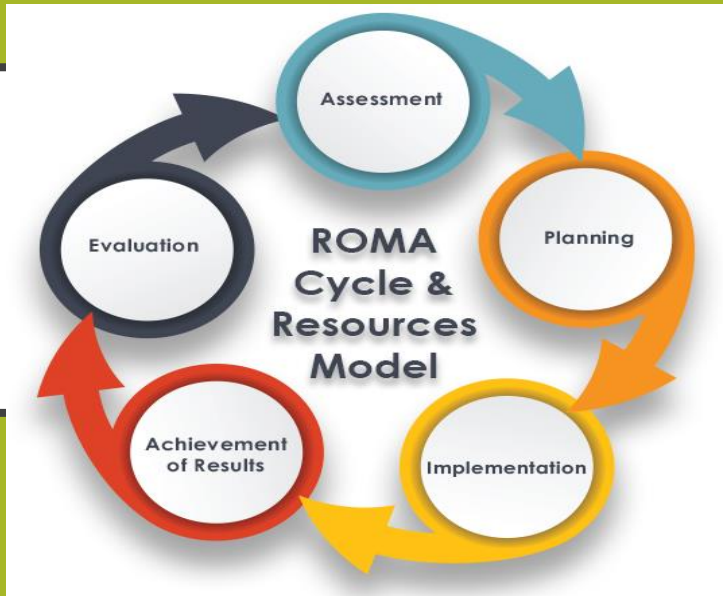 Assessment
Planning
Implementation
Achievement
of Results
Evaluation
ROMA
Cycle &
Resources
Model